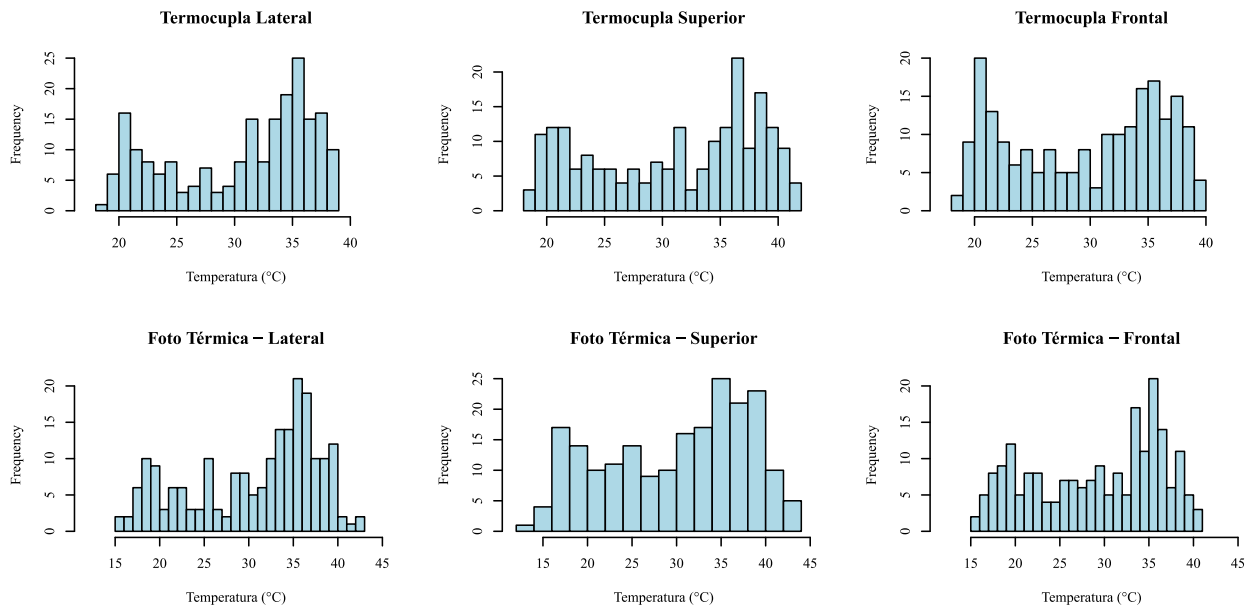 Termocupla Lateral
Frequency
0 5 10 15 20 25
20 25 30 35 40
Temperatura (°C)
Termocupla Superior
Frequency
0 5 10 15 20
20 25 30 35 40
Temperatura (°C)
Termocupla Frontal
Frequency
0 5 10 15 20
20 25 30 35 40
Temperatura (°C)
Foto Térmica − Lateral
Frequency
0 5 10 15 20
15 20 25 30 35 40 45
Temperatura (°C)
Foto Térmica − Superior
Frequency
0 5 10 15 20 25
15 20 25 30 35 40 45
Temperatura (°C)
Foto Térmica − Frontal
Frequency
0 5 10 15 20
15 20 25 30 35 40 45
Temperatura (°C)